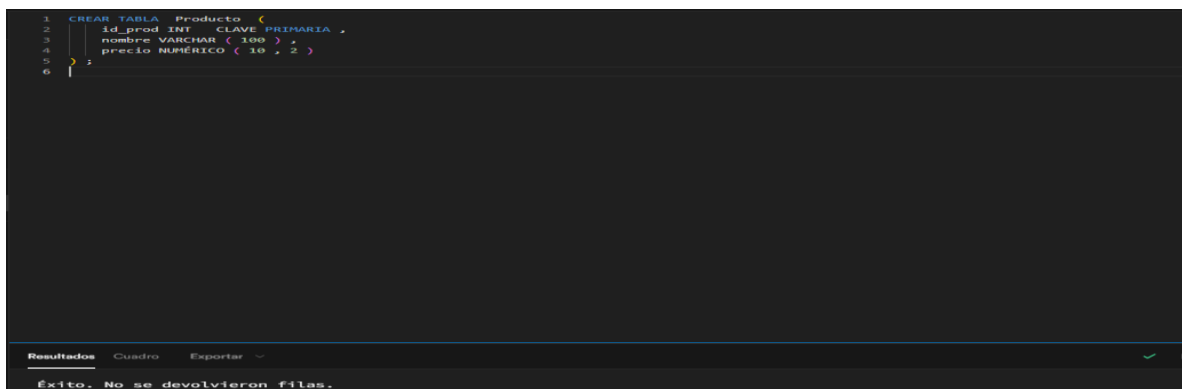 1 CREAR TABLA Producto (
2 id_prod INT CLAVE PRIMARIA ,
3 nombre VARCHAR ( 100 ) ,
4 precio NUMÉRICO ( 10 , 2 )
5 ) ;
6
Resultados Cuadro Exportar
Éxito. No se devolvieron filas.